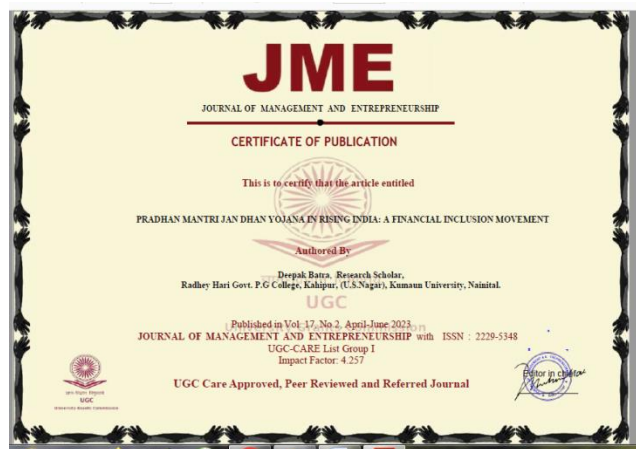 JME
JOURNAL OF MANAGEMENT AND ENTREPRENEURSHIP
CERTIFICATE OF PUBLICATION
This is to certify that the article entitled
PRADHAN MANTRI JAN DHAN YOJANA IN RISING INDIA: A FINANCIAL INCLUSION MOVEMENT
Authored By
Deepak Batra, Research Scholar,
Radhey Hari Govt. P.G College, Kahipur, (U.S.Nagar), Kumaun University, Nainital.
UGC
Published in Vol: 17, No.2, April-June 2023
JOURNAL OF MANAGEMENT AND ENTREPRENEURSHIP with ISSN : 2229-5348
UGC-CARE List Group I
Impact Factor: 4.257
UGC Care Approved, Peer Reviewed and Referred Journal
UGC
University Grants Commission
Editor in chief